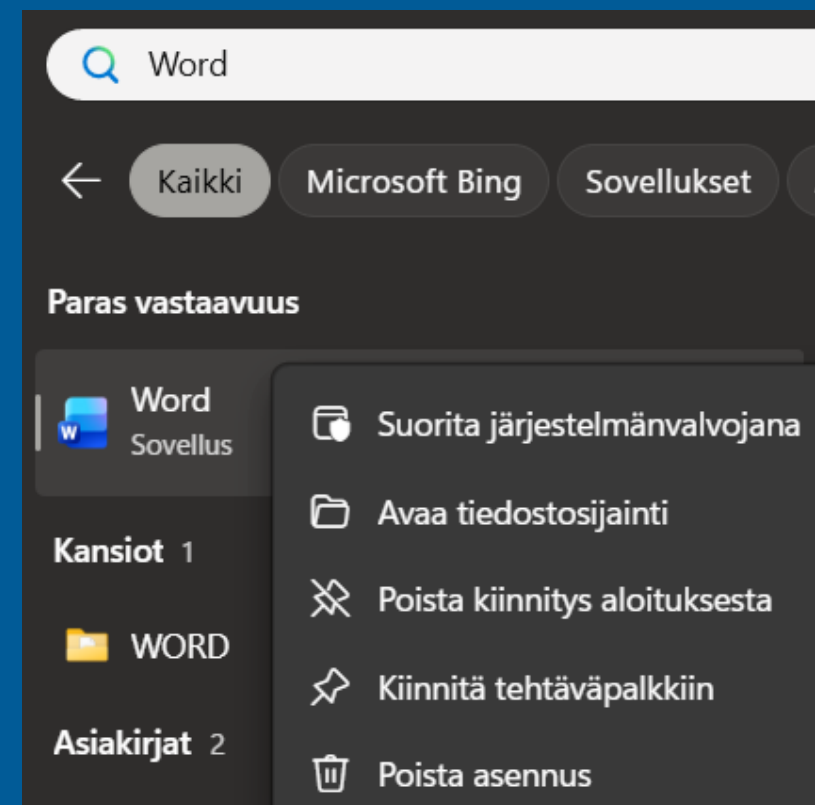 Word
Kaikki Microsoft Bing Sovellukset
Paras vastaavuus
Word
Sovellus
Suorita järjestelmänvalvojana
Avaa tiedostosijainti
Kansiot 1
Poista kiinnitys aloituksesta
WORD
Kiinnitä tehtäväpalkkiin
Asiakirjat 2
Poista asennus